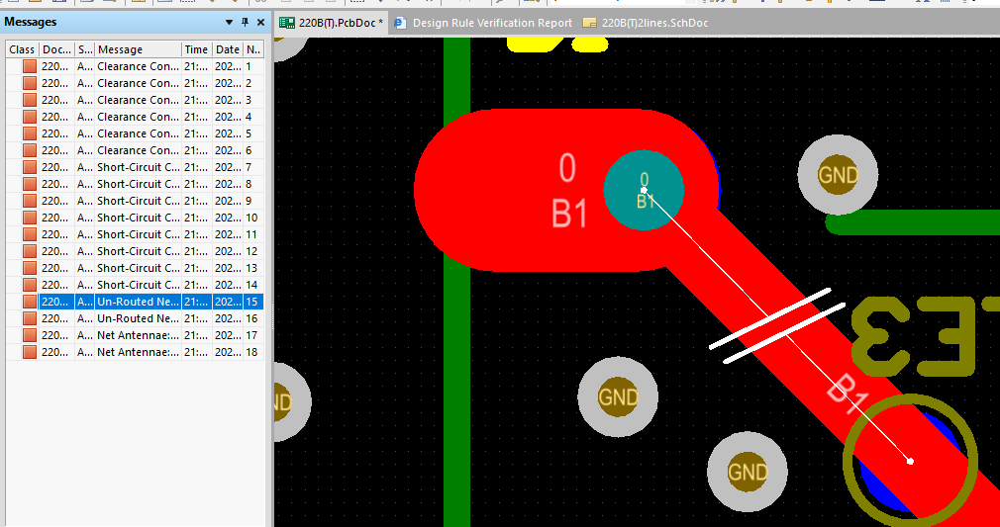 Messages
220B(T).PcbDoc * Design Rule Verification Report 220B(T)2lines.SchDoc
Class Doc... S... Message Time Date N..
220... A... Clearance Con... 21:... 202... 1
220... A... Clearance Con... 21:... 202... 2
220... A... Clearance Con... 21:... 202... 3
220... A... Clearance Con... 21:... 202... 4
220... A... Clearance Con... 21:... 202... 5
220... A... Clearance Con... 21:... 202... 6
220... A... Short-Circuit C... 21:... 202... 7
220... A... Short-Circuit C... 21:... 202... 8
220... A... Short-Circuit C... 21:... 202... 9
220... A... Short-Circuit C... 21:... 202... 10
220... A... Short-Circuit C... 21:... 202... 11
220... A... Short-Circuit C... 21:... 202... 12
220... A... Short-Circuit C... 21:... 202... 13
220... A... Short-Circuit C... 21:... 202... 14
220... A... Un-Routed Ne... 21:... 202... 15
220... A... Un-Routed Ne... 21:... 202... 16
220... A... Net Antennae:... 21:... 202... 17
220... A... Net Antennae:... 21:... 202... 18
0
B1
0
B1
GND
B1
GND
GND